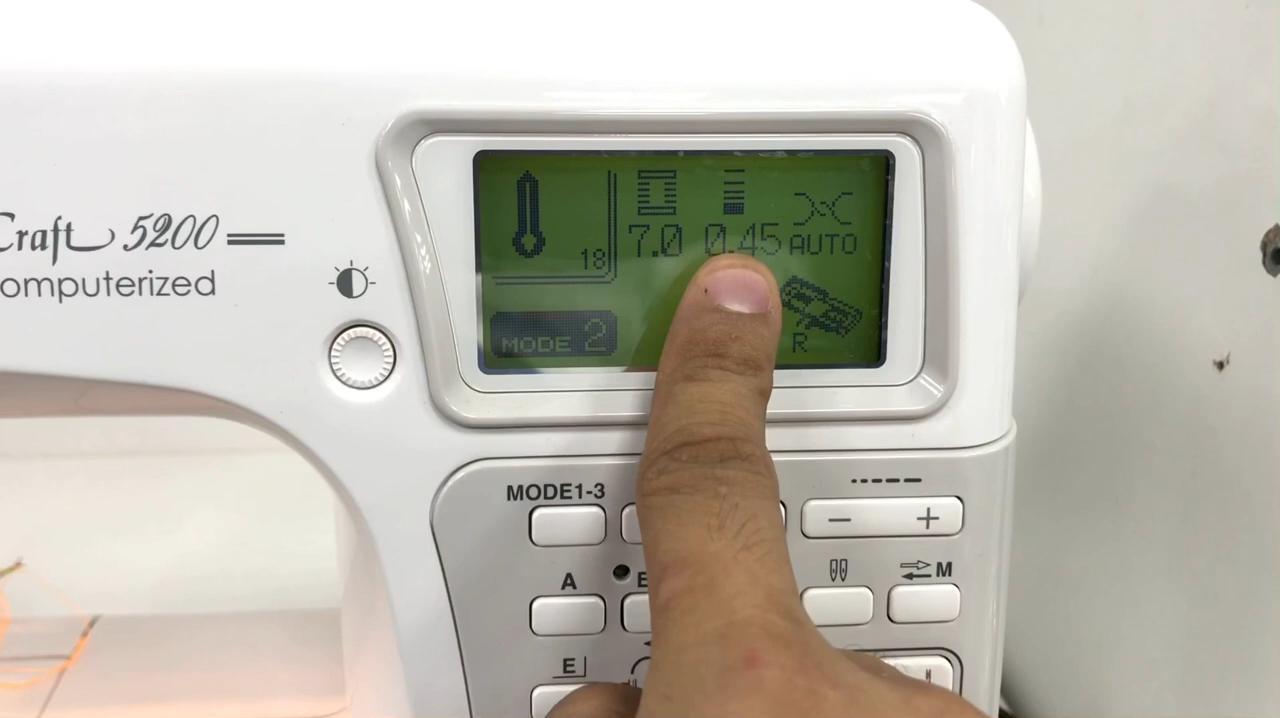 Craft 5200
omputerized
18
7.0 0.45 AUTO
MODE 2
R
MODE1-3
− +
A
M
E